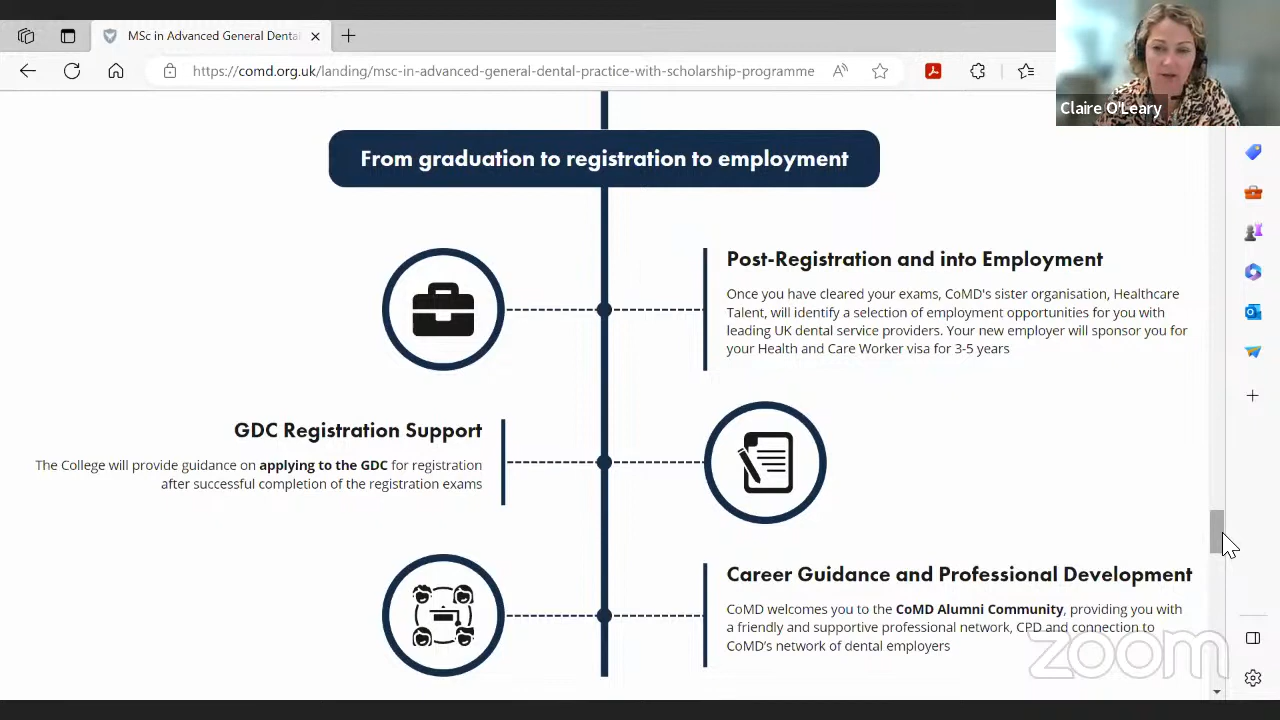 MSc in Advanced General Denta
https://comd.org.uk/landing/msc-in-advanced-general-dental-practice-with-scholarship-programme
Claire O'Leary
From graduation to registration to employment
Post-Registration and into Employment
Once you have cleared your exams, CoMD's sister organisation, Healthcare
Talent, will identify a selection of employment opportunities for you with
leading UK dental service providers. Your new employer will sponsor you for
your Health and Care Worker visa for 3-5 years
GDC Registration Support
The College will provide guidance on applying to the GDC for registration
after successful completion of the registration exams
Career Guidance and Professional Development
CoMD welcomes you to the CoMD Alumni Community, providing you with
a friendly and supportive professional network, CPD and connection to
CoMD's network of dental employers
zoom